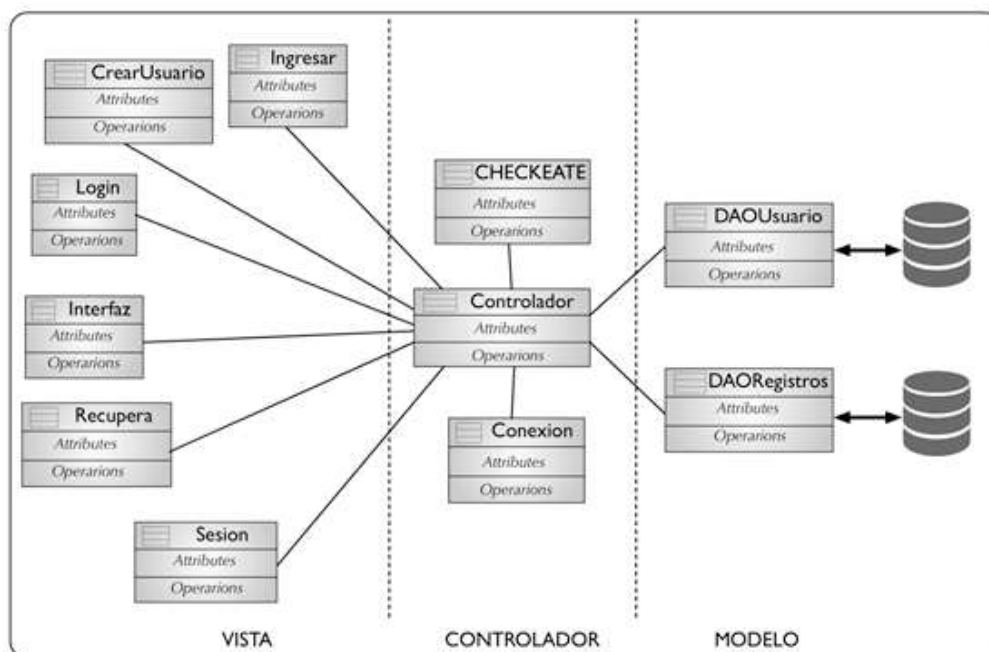 CrearUsuario
Attributes
Operarions
Ingresar
Attributes
Operarions
Login
Attributes
Operarions
Interfaz
Attributes
Operarions
Recupera
Attributes
Operarions
Sesion
Attributes
Operarions
CHECKEATE
Attributes
Operarions
Controlador
Attributes
Operarions
Conexion
Attributes
Operarions
DAOUsuario
Attributes
Operarions
DAORegistros
Attributes
Operarions
VISTA
CONTROLADOR
MODELO